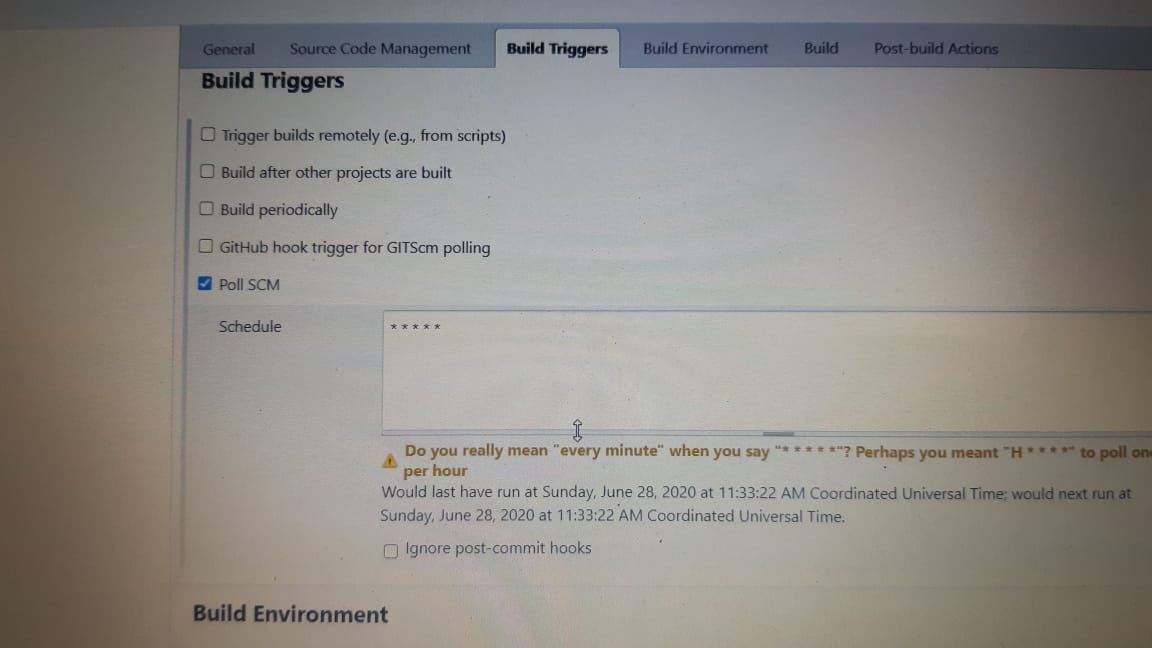 General Source Code Management Build Triggers Build Environment Build Post-build Actions
Build Triggers
Trigger builds remotely (e.g., from scripts)
Build after other projects are built
Build periodically
GitHub hook trigger for GITScm polling
Poll SCM
Schedule
* * * * *
Do you really mean "every minute" when you say "* * * * *"? Perhaps you meant "H * * * *" to poll
per hour
Would last have run at Sunday, June 28, 2020 at 11:33:22 AM Coordinated Universal Time; would next run at
Sunday, June 28, 2020 at 11:33:22 AM Coordinated Universal Time.
Ignore post-commit hooks
Build Environment